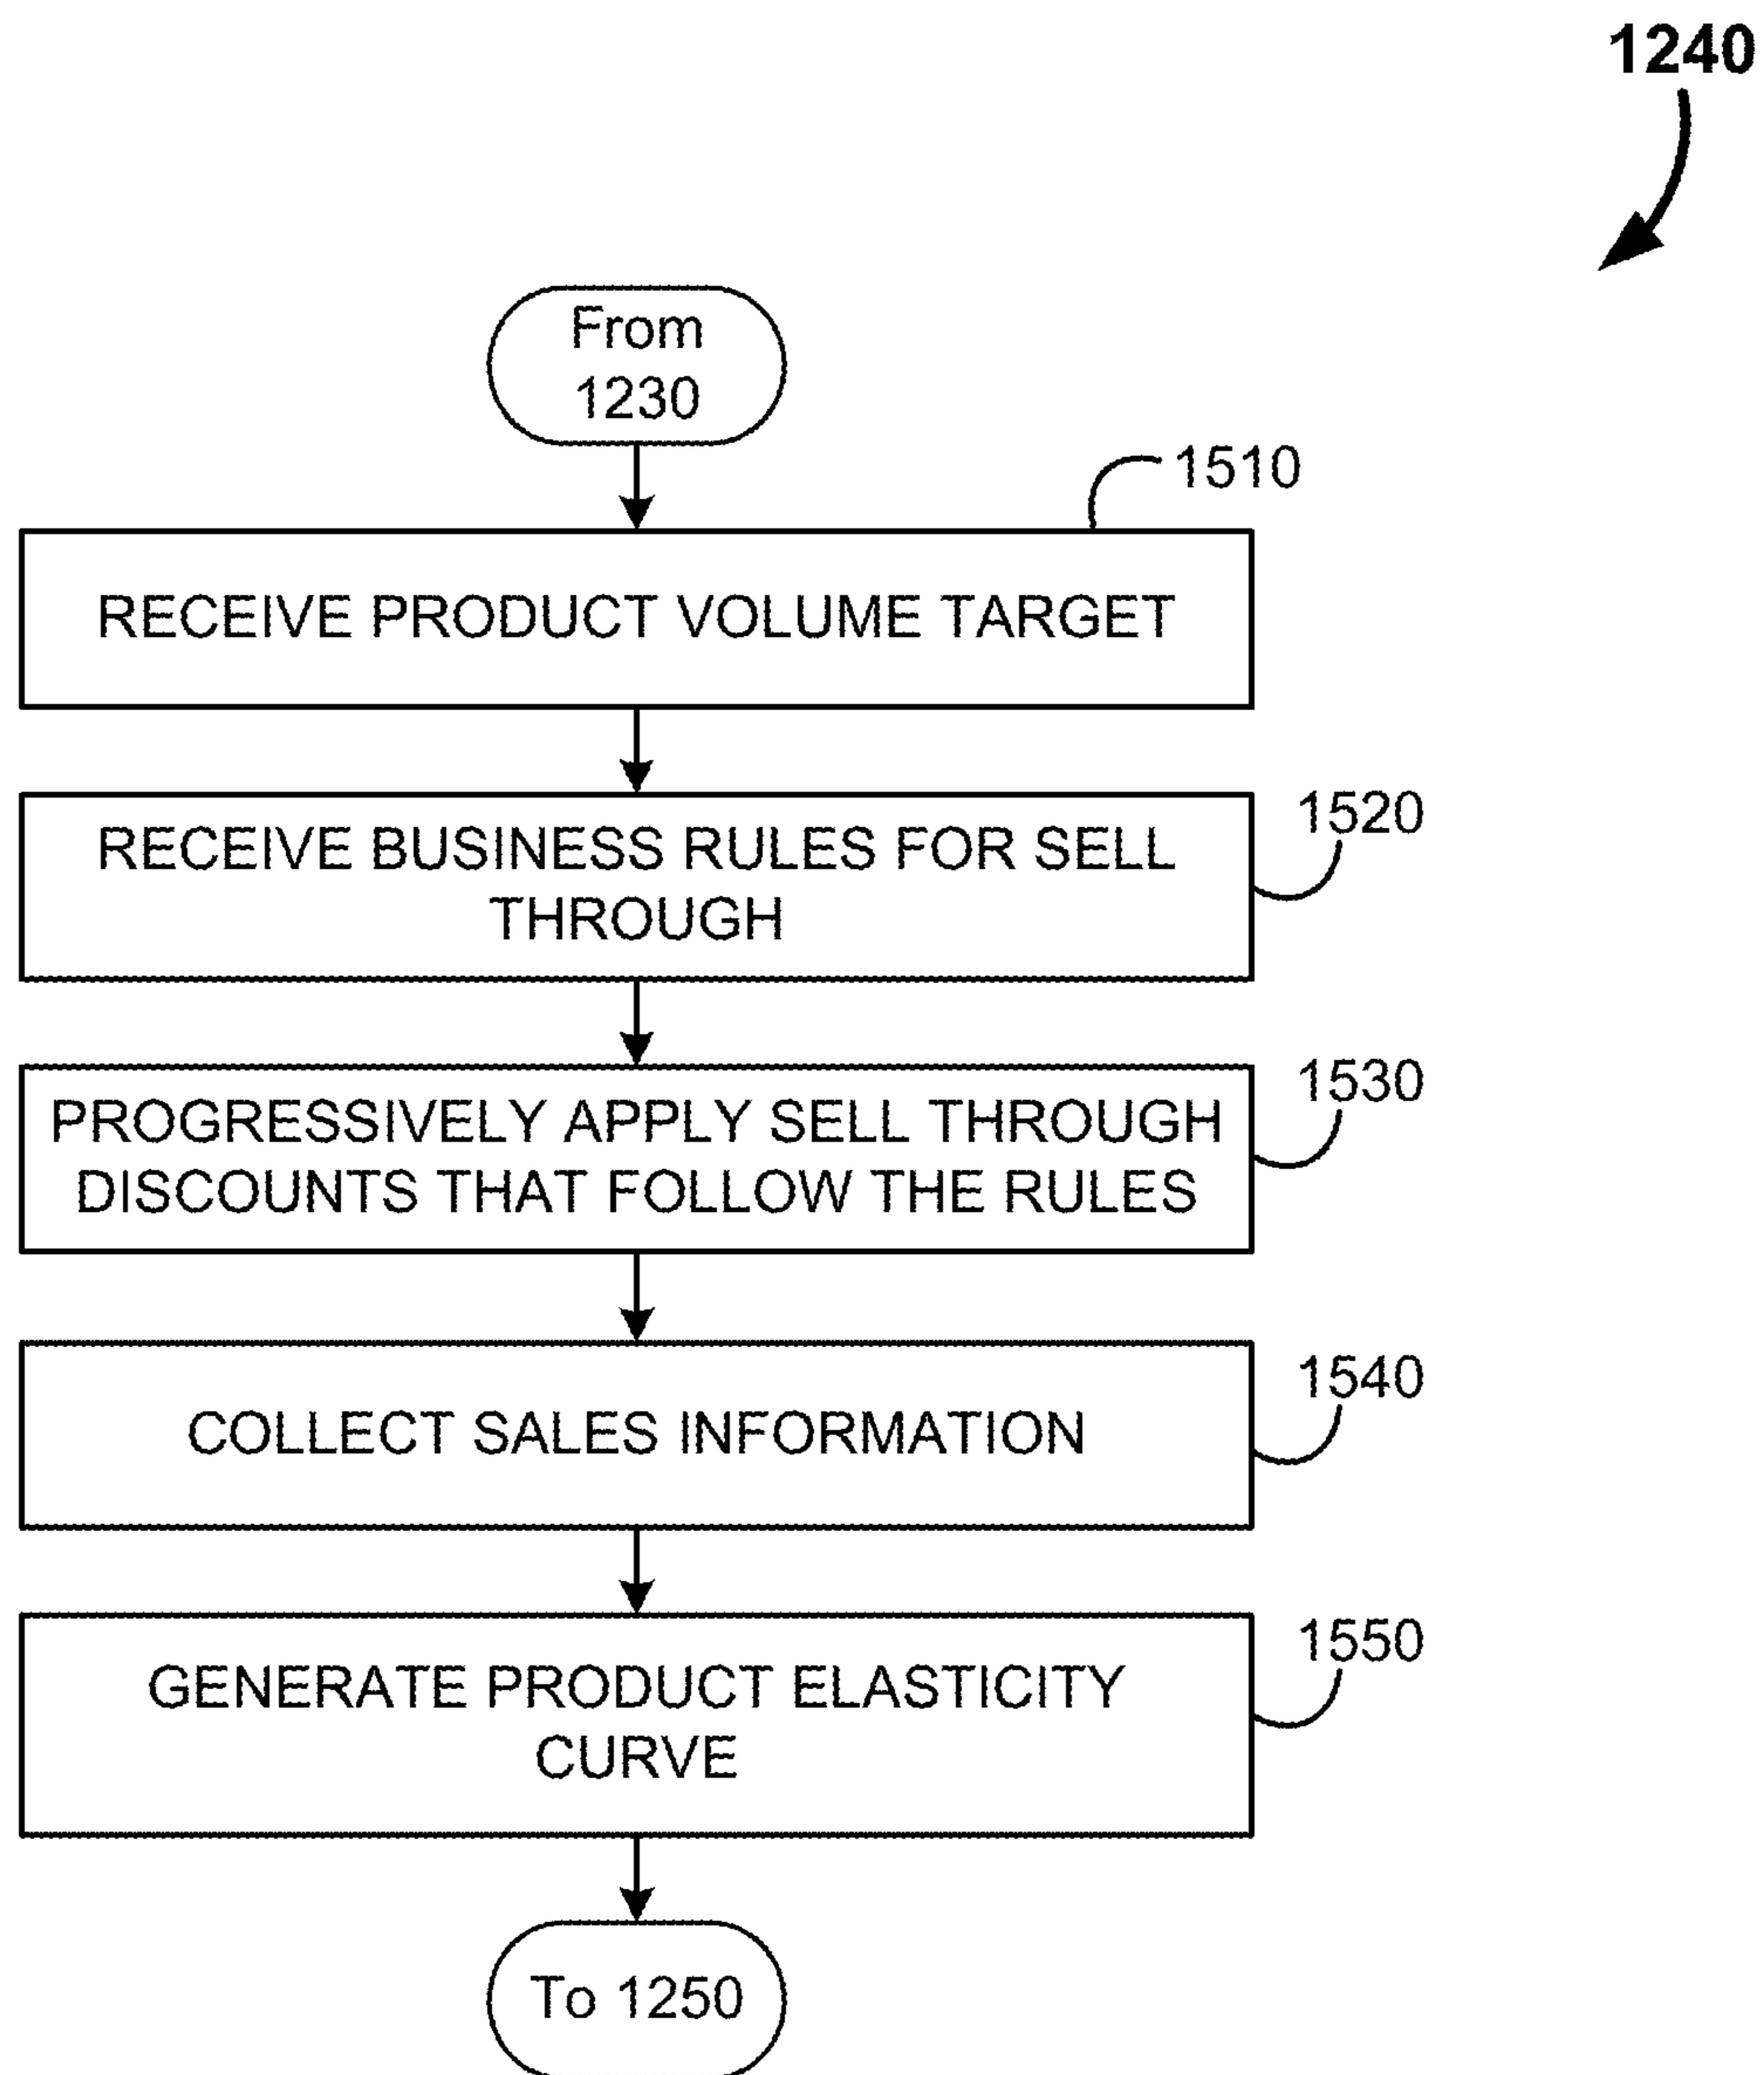 1240
From
1230
1510
RECEIVE PRODUCT VOLUME TARGET
1520
RECEIVE BUSINESS RULES FOR SELL
THROUGH
1530
PROGRESSIVELY APPLY SELL THROUGH
DISCOUNTS THAT FOLLOW THE RULES
1540
COLLECT SALES INFORMATION
1550
GENERATE PRODUCT ELASTICITY
CURVE
To 1250